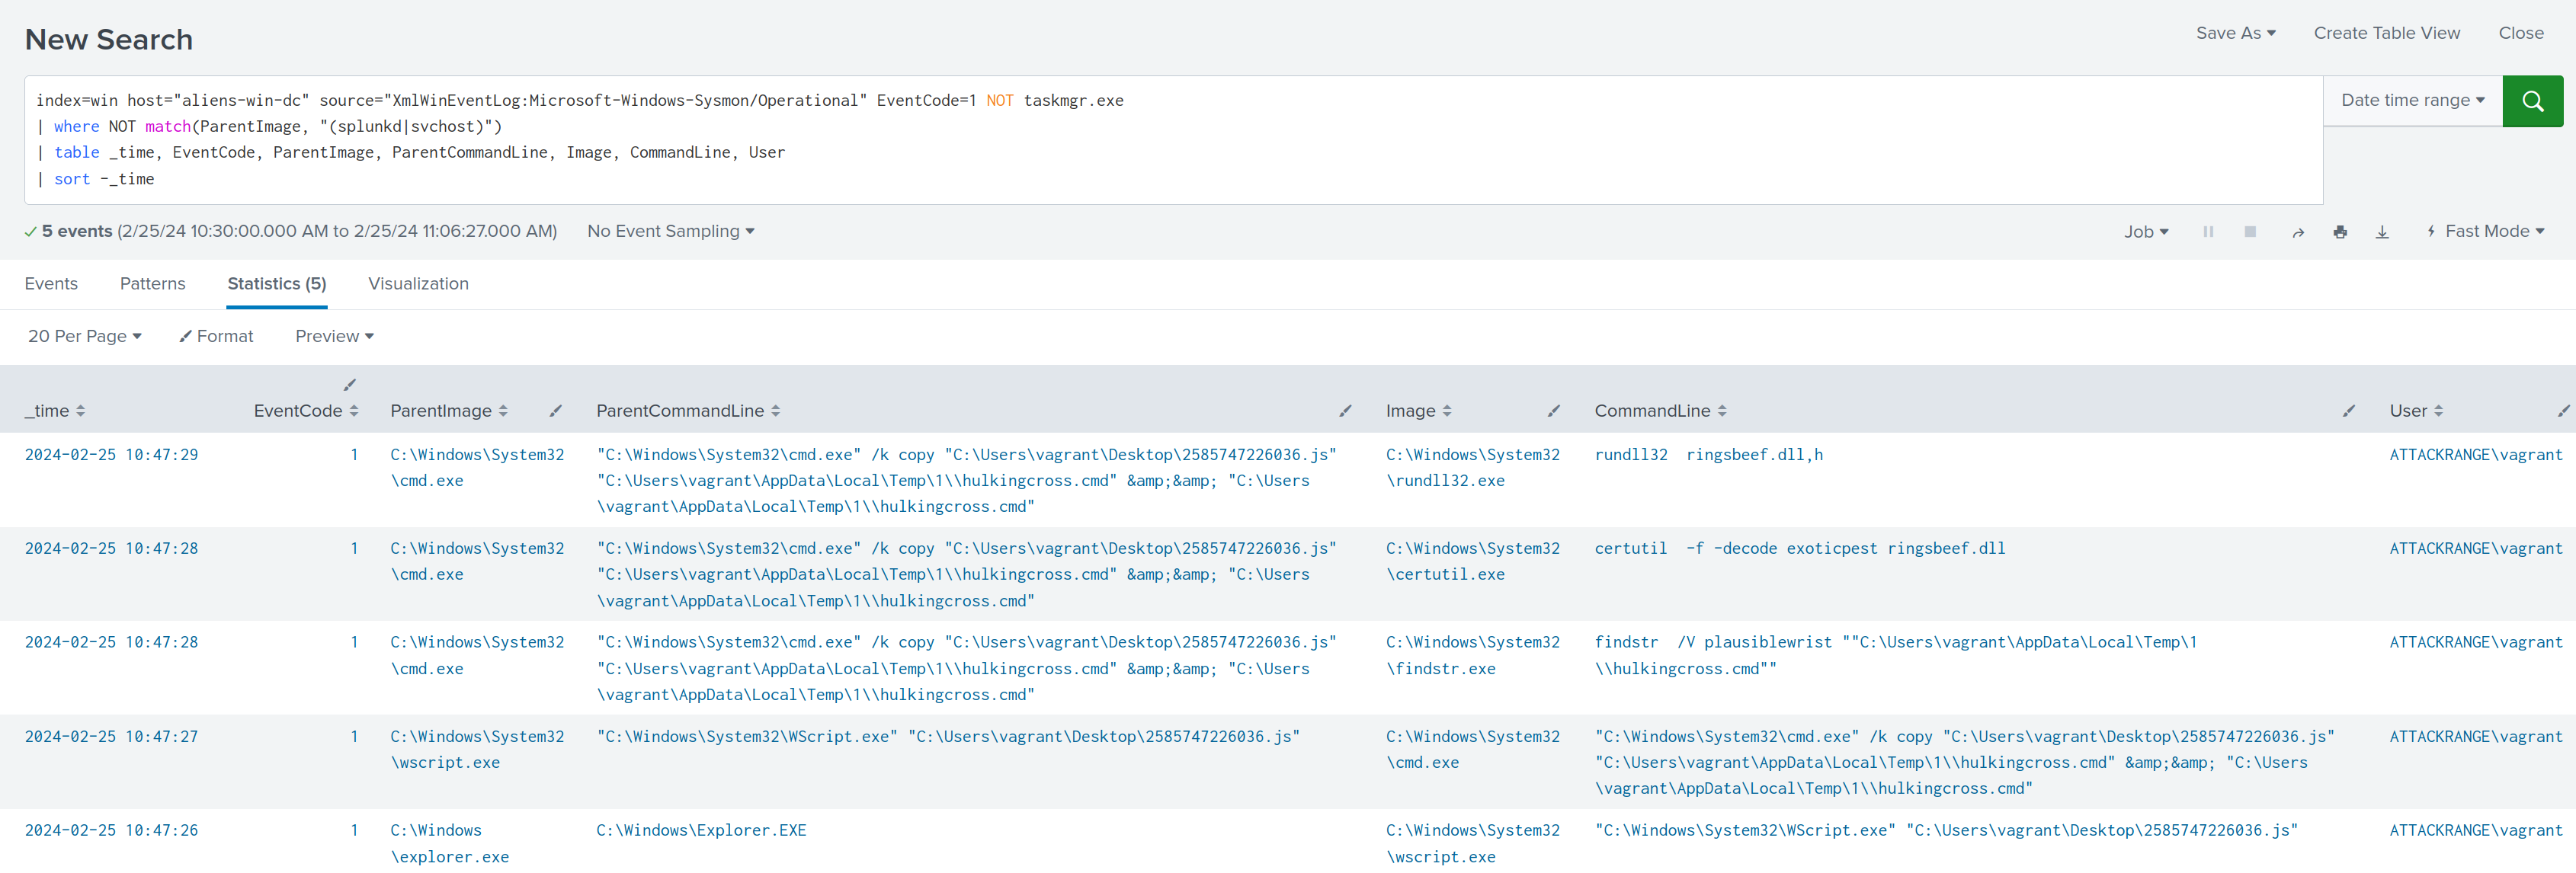 New Search
Save As
Create Table View
Close
index=win host="aliens-win-dc" source="XmlWinEventLog:Microsoft-Windows-Sysmon/Operational" EventCode=1 NOT taskmgr.exe
| where NOT match(ParentImage, "(splunkd|svchost)")
| table _time, EventCode, ParentImage, ParentCommandLine, Image, CommandLine, User
| sort -_time
Date time range
5 events (2/25/24 10:30:00.000 AM to 2/25/24 11:06:27.000 AM)
No Event Sampling
Job
Fast Mode
Events
Patterns
Statistics (5)
Visualization
20 Per Page
Format
Preview
_time
EventCode
ParentImage
ParentCommandLine
Image
CommandLine
User
2024-02-25 10:47:29
1
C:\Windows\System32
\cmd.exe
"C:\Windows\System32\cmd.exe" /k copy "C:\Users\vagrant\Desktop\2585747226036.js"
"C:\Users\vagrant\AppData\Local\Temp\1\\hulkingcross.cmd" &amp;&amp; "C:\Users
\vagrant\AppData\Local\Temp\1\\hulkingcross.cmd"
C:\Windows\System32
\rundll32.exe
rundll32  ringsbeef.dll,h
ATTACKRANGE\vagrant
2024-02-25 10:47:28
1
C:\Windows\System32
\cmd.exe
"C:\Windows\System32\cmd.exe" /k copy "C:\Users\vagrant\Desktop\2585747226036.js"
"C:\Users\vagrant\AppData\Local\Temp\1\\hulkingcross.cmd" &amp;&amp; "C:\Users
\vagrant\AppData\Local\Temp\1\\hulkingcross.cmd"
C:\Windows\System32
\certutil.exe
certutil  -f -decode exoticpest ringsbeef.dll
ATTACKRANGE\vagrant
2024-02-25 10:47:28
1
C:\Windows\System32
\cmd.exe
"C:\Windows\System32\cmd.exe" /k copy "C:\Users\vagrant\Desktop\2585747226036.js"
"C:\Users\vagrant\AppData\Local\Temp\1\\hulkingcross.cmd" &amp;&amp; "C:\Users
\vagrant\AppData\Local\Temp\1\\hulkingcross.cmd"
C:\Windows\System32
\findstr.exe
findstr  /V plausiblewrist ""C:\Users\vagrant\AppData\Local\Temp\1
\\hulkingcross.cmd""
ATTACKRANGE\vagrant
2024-02-25 10:47:27
1
C:\Windows\System32
\wscript.exe
"C:\Windows\System32\WScript.exe" "C:\Users\vagrant\Desktop\2585747226036.js"
C:\Windows\System32
\cmd.exe
"C:\Windows\System32\cmd.exe" /k copy "C:\Users\vagrant\Desktop\2585747226036.js"
"C:\Users\vagrant\AppData\Local\Temp\1\\hulkingcross.cmd" &amp;&amp; "C:\Users
\vagrant\AppData\Local\Temp\1\\hulkingcross.cmd"
ATTACKRANGE\vagrant
2024-02-25 10:47:26
1
C:\Windows
\explorer.exe
C:\Windows\Explorer.EXE
C:\Windows\System32
\wscript.exe
"C:\Windows\System32\WScript.exe" "C:\Users\vagrant\Desktop\2585747226036.js"
ATTACKRANGE\vagrant